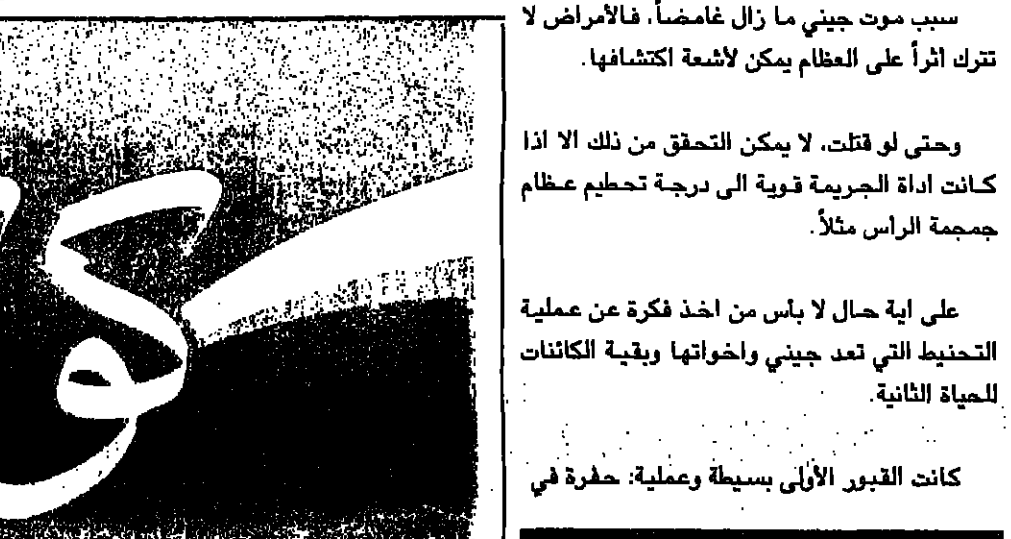 سبب موت جيني ما زال غامضاً، فالأمراض لا
تترك اثراً على العظام يمكن لأشعة اكتشافها.
وحتى لو قتلت، لا يمكن التحقق من ذلك الا اذا
كانت اداة الجريمة قوية الى درجة تحطيم عظام
جمجمة الراس مثلاً.
على اية حال لا بأس من اخذ فكرة عن عملية
التحنيط التي تعد جيني واخواتها وبقية الكائنات
للحياة الثانية.
كانت القبور الأولى بسيطة وعملية: حفرة في